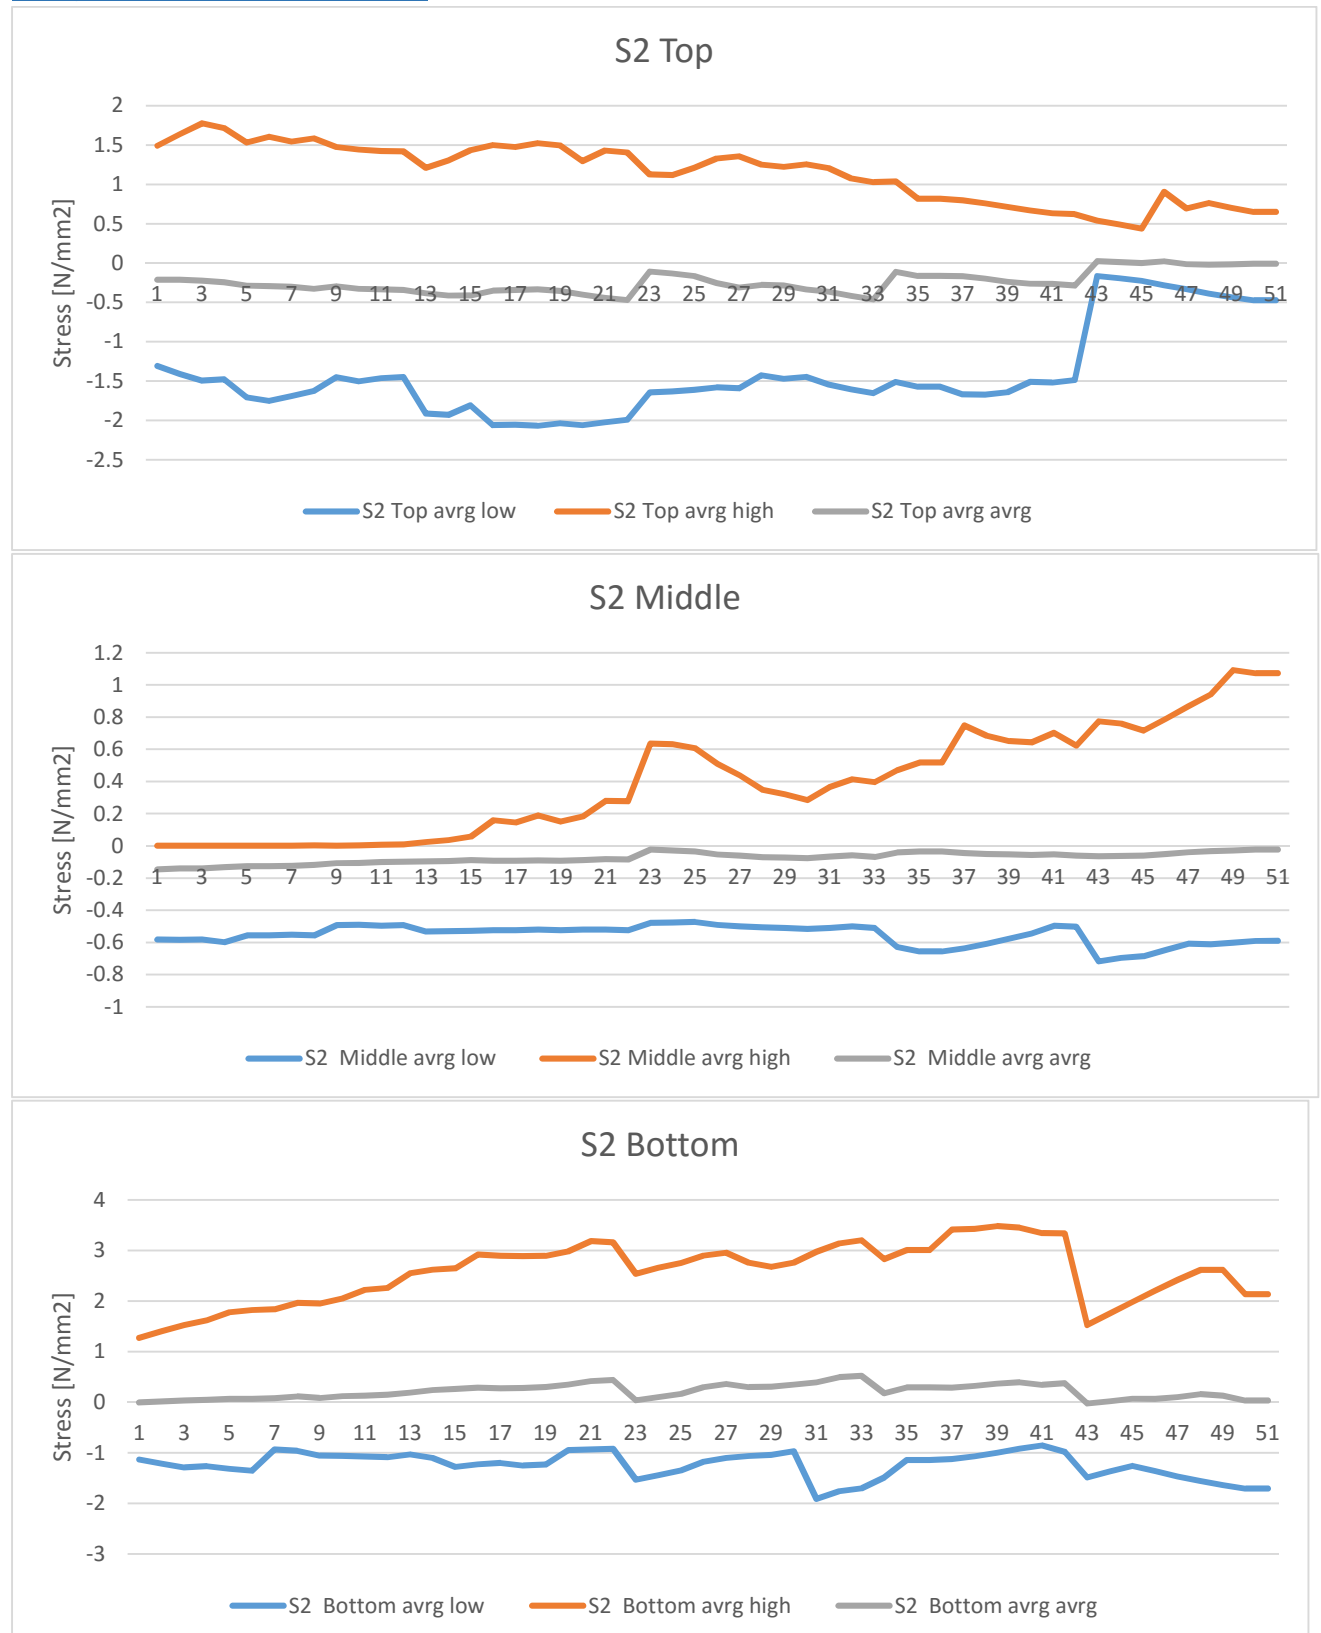 S2 Top
2
1.5
1
0.5
0
-0.5
-1
-1.5
-2
-2.5
Stress [N/mm2]
1 3 5 7 9 11 13 15 17 19 21 23 25 27 29 31 33 35 37 39 41 43 45 47 49 51
S2 Top avrg low S2 Top avrg high S2 Top avrg avrg
S2 Middle
1.2
1
0.8
0.6
0.4
0.2
0
-0.2
-0.4
-0.6
-0.8
-1
Stress [N/mm2]
1 3 5 7 9 11 13 15 17 19 21 23 25 27 29 31 33 35 37 39 41 43 45 47 49 51
S2 Middle avrg low S2 Middle avrg high S2 Middle avrg avrg
S2 Bottom
4
3
2
1
0
-1
-2
-3
Stress [N/mm2]
1 3 5 7 9 11 13 15 17 19 21 23 25 27 29 31 33 35 37 39 41 43 45 47 49 51
S2 Bottom avrg low S2 Bottom avrg high S2 Bottom avrg avrg